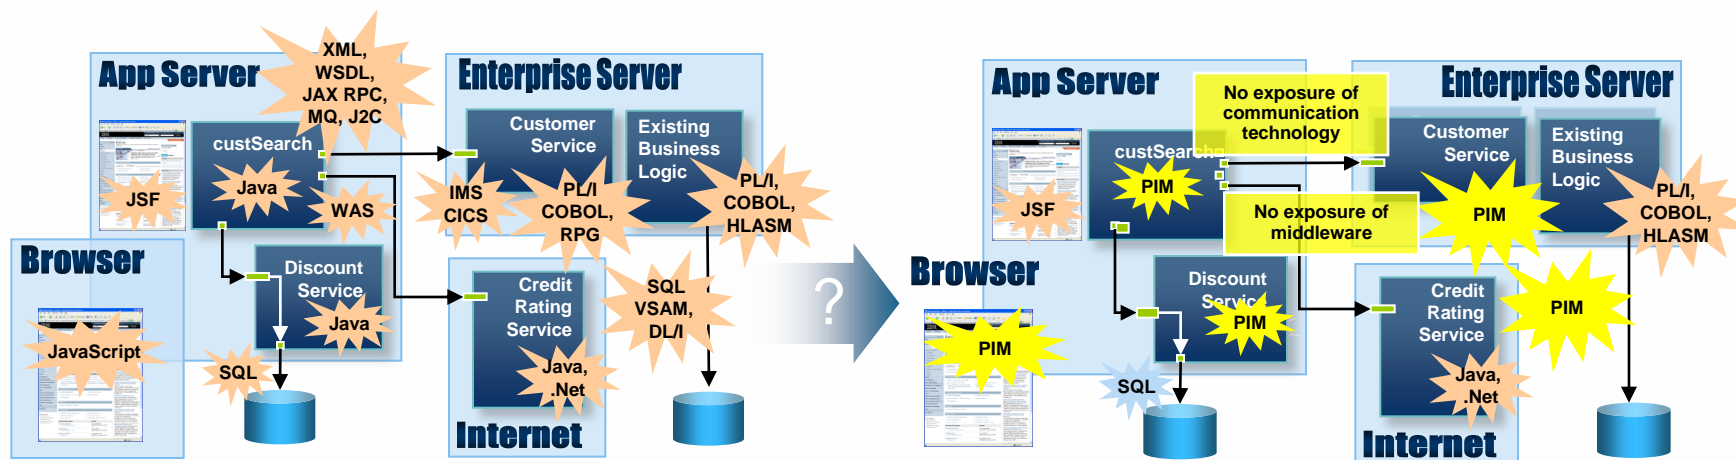 App Server
XML,
WSDL,
JAX RPC,
MQ, J2C
custSearch
Java
JSF
WAS
Discount
Service
Java
SQL
Browser
JavaScript
Enterprise Server
Customer
Service
Existing
Business
Logic
IMS
CICS
PL/I
COBOL,
RPG
PL/I,
COBOL,
HLASM
SQL
VSAM,
DL/I
Credit
Rating
Service
Java,
.Net
Internet
?
App Server
No exposure of
communication
technology
custSearch
PIM
JSF
No exposure of
middleware
Discount
Service
PIM
SQL
Browser
PIM
Enterprise Server
Customer
Service
Existing
Business
Logic
PIM
PL/I,
COBOL,
HLASM
PIM
Credit
Rating
Service
Java,
.Net
Internet